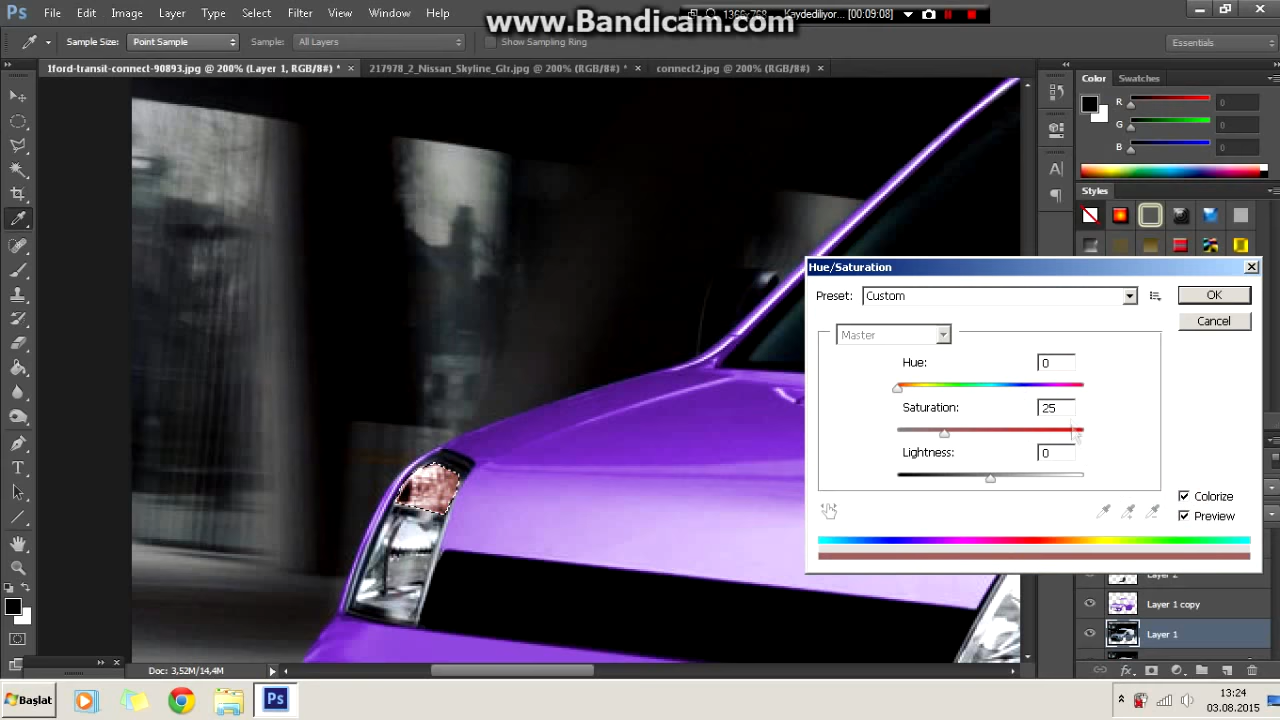 File Edit Image Layer Type Select Filter View Window Help
1366x768 Kaydediliyor... [00:09:08]
www.Bandicam.com
Sample Size: Point Sample Sample: All Layers Show Sampling Ring Essentials
1ford-transit-connect-90893.jpg @ 200% (Layer 1, RGB/8#) * × 217978_2_Nissan_Skyline_Gtr.jpg @ 200% (RGB/8#) * × connect2.jpg @ 200% (RGB/8#) ×
Color Swatches
R 0
G 0
B 0
Styles
Hue/Saturation
Preset: Custom OK
Cancel
Master
Hue: 0
Saturation: 25
Lightness: 0
Colorize
Preview
Layer 2
Layer 1 copy
Layer 1
Doc: 3,52M/14,4M
Başlat Ps
13:24
03.08.2015